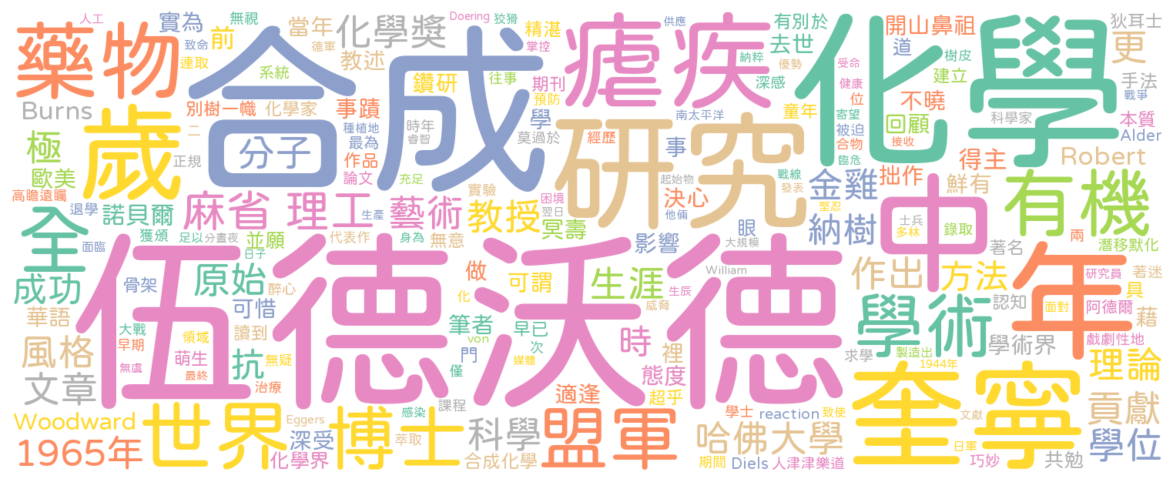 人工 實為 無視 當年 化學獎 Doering 狡猾 精湛 供應 有別於 開山鼻祖 狄耳士
藥物 合成 瘧疾 化學
致命 前 德軍 掌控 納粹 優勢 去世 道 受命 樹皮 更
連取 系統 教述 鑽研 往事 期刊 深感 健康 建立 手法
Burns 別樹一幟 化學家 事蹟 預防 童年 位 不曉 戰爭
歲 二 種植地 時年 學 南太平洋 寄望 科學家 本質
極 正規 分子 最為 睿智 莫過於 研究 經歷 被迫 回顧 Alder
歐美 作品 事 合物 接收 得主 Robert
高瞻遠矚 論文 充足 起始物 戰線 臨危 拙作
退學 諾貝爾 麻省 理工 實驗 困境 決心 發表 金雞 鮮有 有機
全 生產 藝術 教授 翌日 他倆 堅忍 士兵 中
獲頒 足以 分晝夜 並願 代表作 身為 無意 冥壽 影響 眼 大規模 納樹 多林 錄取 兩
面臨 日子 著名 潛移默化
伍德沃德 年
成功 骨架 原始 醉心 做 可謂 生涯 William 作出 方法 研究員 著迷
可惜 化 威脅 生辰 認知 面對 具
華語 大戰 讀到 筆者 von 早已 時 裡 學術 阿德爾 藉
風格 早期 領域 萌生 無疑 抗 門 次 態度 求學 製造出 學術界 戲劇性地
文章 無虞 最終 治療 僅 媒體 超乎 1944年 理論
Woodward 世界 Eggers 博士 感染 課程 適逢 學士 reaction 致使 奎寧 文獻 貢獻
1965年 深受 萃取 科學 盟軍 哈佛大學 日軍 學位
化學界 合成化學 期間 Diels 人津津樂道 巧妙 共勉